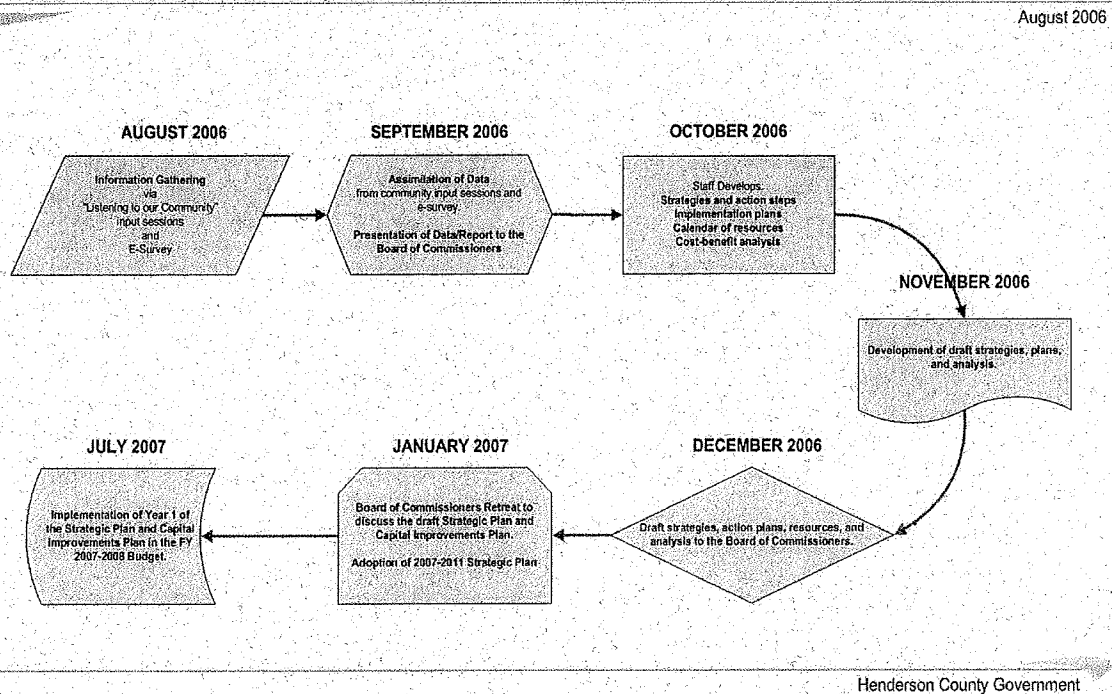 August 2006
AUGUST 2006
Information Gathering
via
"Listening to our Community"
input sessions
and
E-Survey
SEPTEMBER 2006
Assimilation of Data
from community input sessions and
e-survey.
Presentation of Data/Report to the
Board of Commissioners
OCTOBER 2006
Staff Develops:
Strategies and action steps
Implementation plans
Calendar of resources
Cost-benefit analysis
NOVEMBER 2006
Development of draft strategies, plans,
and analysis.
DECEMBER 2006
Draft strategies, action plans, resources, and
analysis to the Board of Commissioners.
JANUARY 2007
Board of Commissioners Retreat to
discuss the draft Strategic Plan and
Capital Improvements Plan.
Adoption of 2007-2011 Strategic Plan
JULY 2007
Implementation of Year 1 of
the Strategic Plan and Capital
Improvements Plan in the FY
2007-2008 Budget.
Henderson County Government